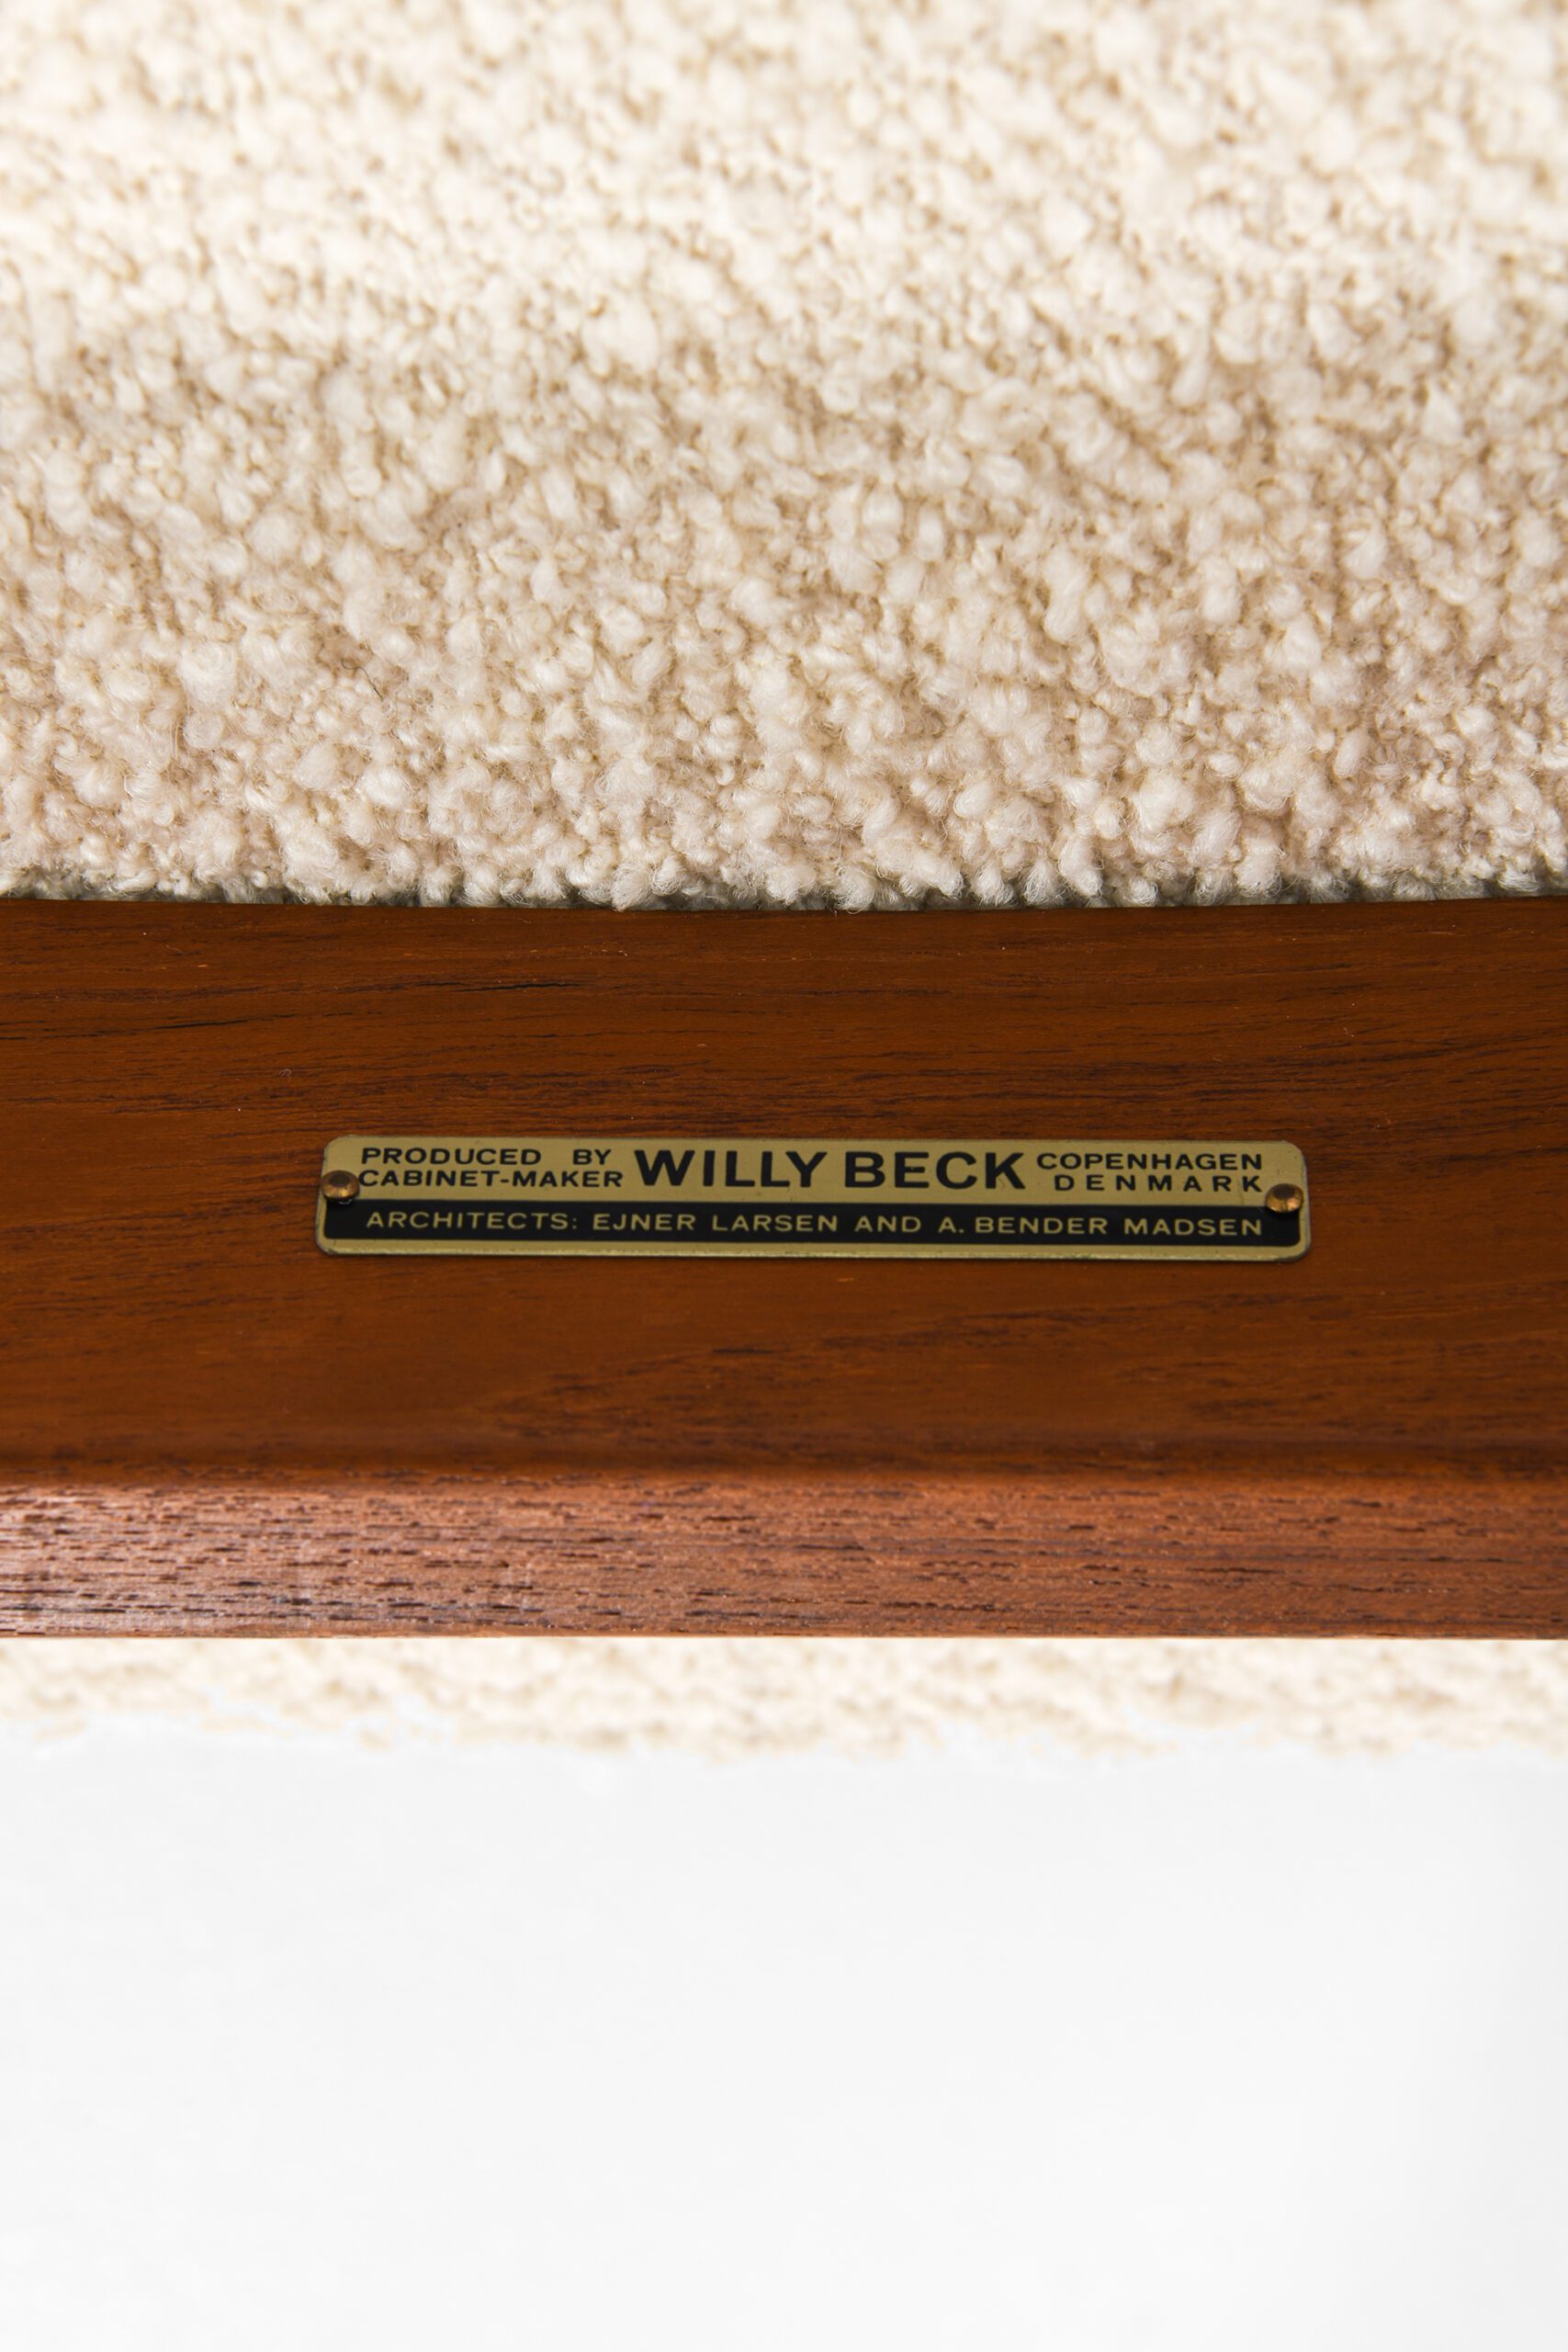 PRODUCED BY
CABINET-MAKER
WILLY BECK
COPENHAGEN
DENMARK
ARCHITECTS: EJNER LARSEN AND A. BENDER MADSEN